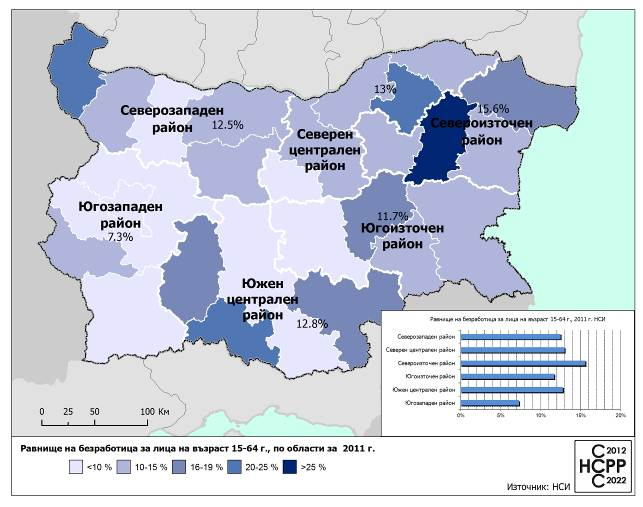 13%
Северозападен
район
12.5%
Северен
централен
район
15.6%
Североизточен
район
Югозападен
район
7.3%
11.7%
Югоизточен
район
Южен
централен
район
12.8%
Равнище на безработица за лица на възраст 15-64 г., 2011 г. НСИ
Северозападен район
Северен централен район
Североизточен район
Югоизточен район
Южен централен район
Югозападен район
0% 5% 10% 15% 20%
0 25 50 100 Км
Равнище на безработица за лица на възраст 15-64 г., по области за 2011 г.
<10 % 10-15 % 16-19 % 20-25 % >25 %
C 2012
НСРР
C 2022
Източник: НСИ